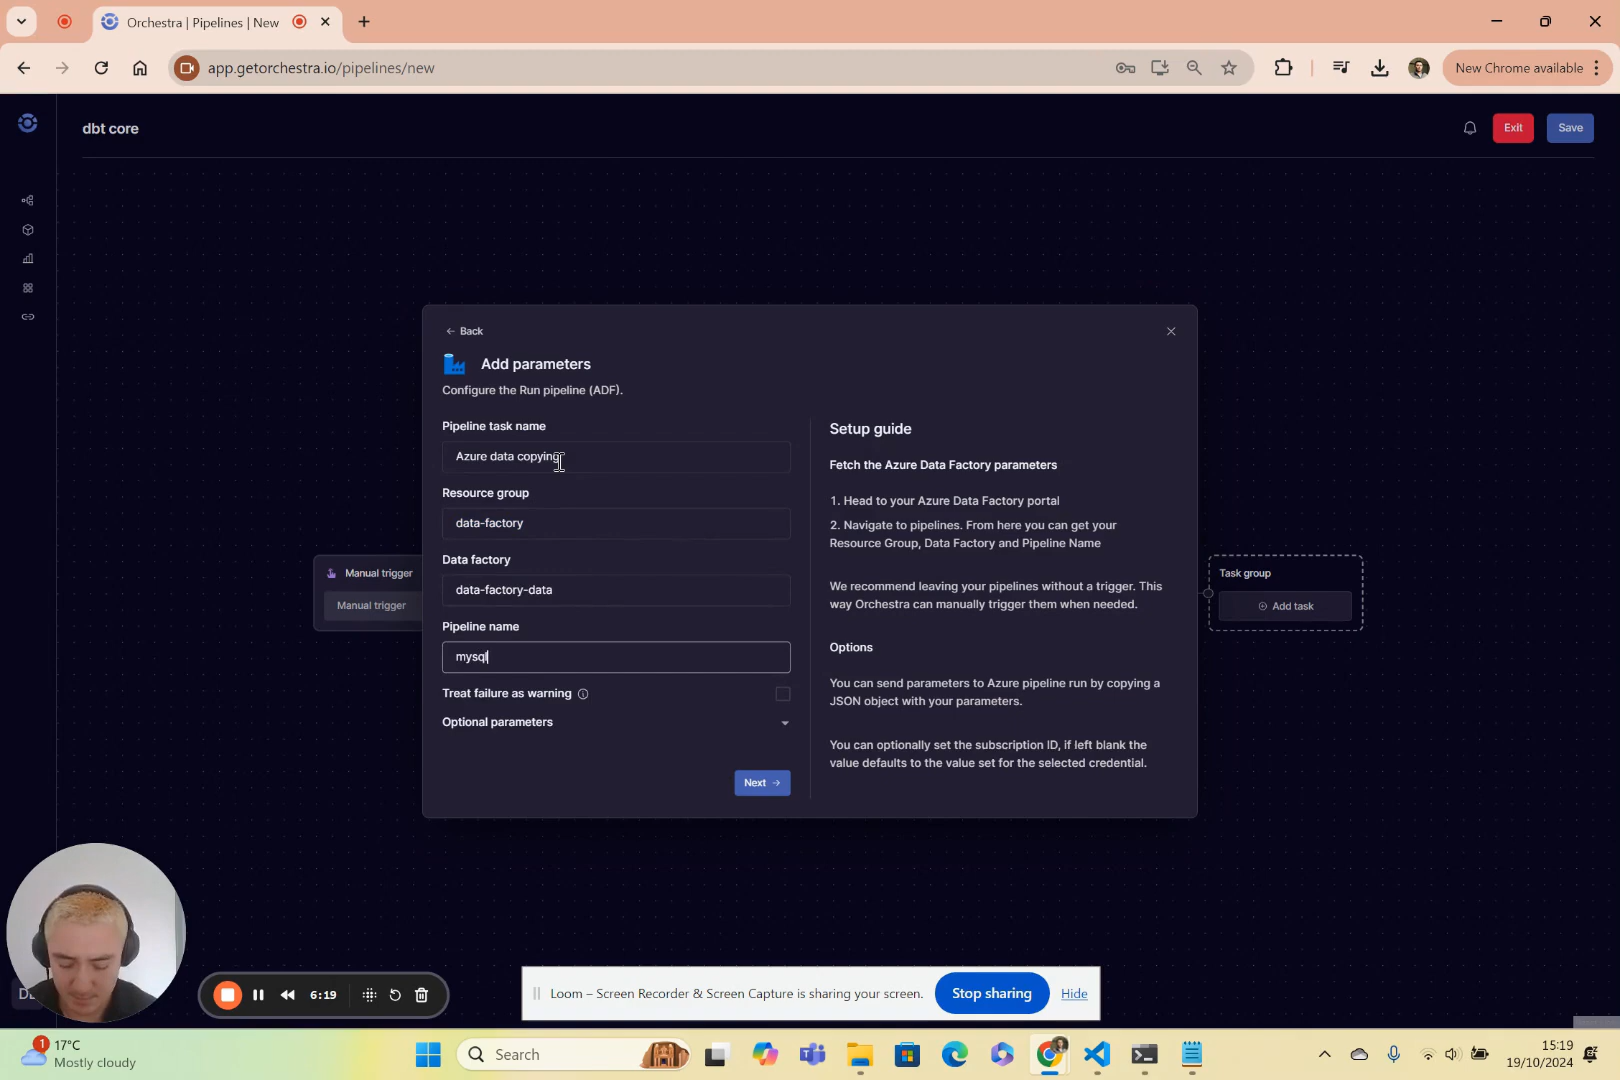 Orchestra | Pipelines | New
app.getorchestra.io/pipelines/new
New Chrome available
dbt core
Exit
Save
Manual trigger
Manual trigger
← Back
Add parameters
Configure the Run pipeline (ADF).
Pipeline task name
Azure data copying
Resource group
data-factory
Data factory
data-factory-data
Pipeline name
mysql
Treat failure as warning
Optional parameters
Next →
Setup guide
Fetch the Azure Data Factory parameters
1. Head to your Azure Data Factory portal
2. Navigate to pipelines. From here you can get your
Resource Group, Data Factory and Pipeline Name
We recommend leaving your pipelines without a trigger. This
way Orchestra can manually trigger them when needed.
Options
You can send parameters to Azure pipeline run by copying a
JSON object with your parameters.
You can optionally set the subscription ID, if left blank the
value defaults to the value set for the selected credential.
Task group
Add task
6:19
Loom – Screen Recorder & Screen Capture is sharing your screen.
Stop sharing
Hide
1
17°C
Mostly cloudy
Search
15:19
19/10/2024